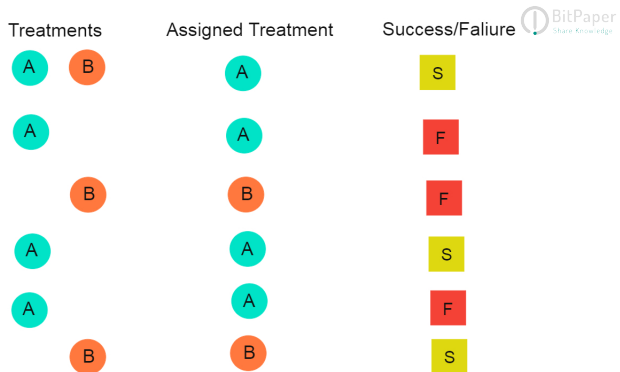 BitPaper
Share Knowledge
Treatments Assigned Treatment Success/Faliure
A B A S
A A F
B B F
A A S
A A F
B B S